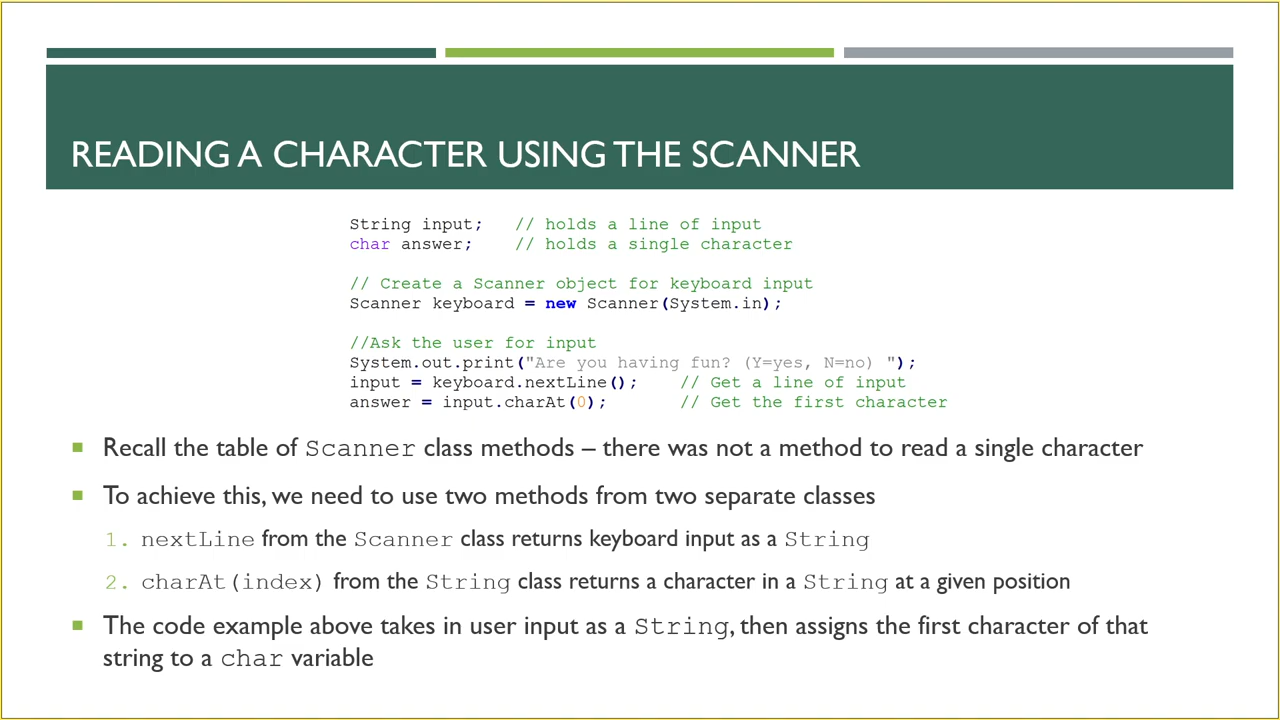 READING A CHARACTER USING THE SCANNER
String input;   // holds a line of input
char answer;    // holds a single character
// Create a Scanner object for keyboard input
Scanner keyboard = new Scanner(System.in);
//Ask the user for input
System.out.print("Are you having fun? (Y=yes, N=no) ");
input = keyboard.nextLine();    // Get a line of input
answer = input.charAt(0);       // Get the first character
▪ Recall the table of Scanner class methods – there was not a method to read a single character
▪ To achieve this, we need to use two methods from two separate classes
1. nextLine from the Scanner class returns keyboard input as a String
2. charAt(index) from the String class returns a character in a String at a given position
▪ The code example above takes in user input as a String, then assigns the first character of that
string to a char variable